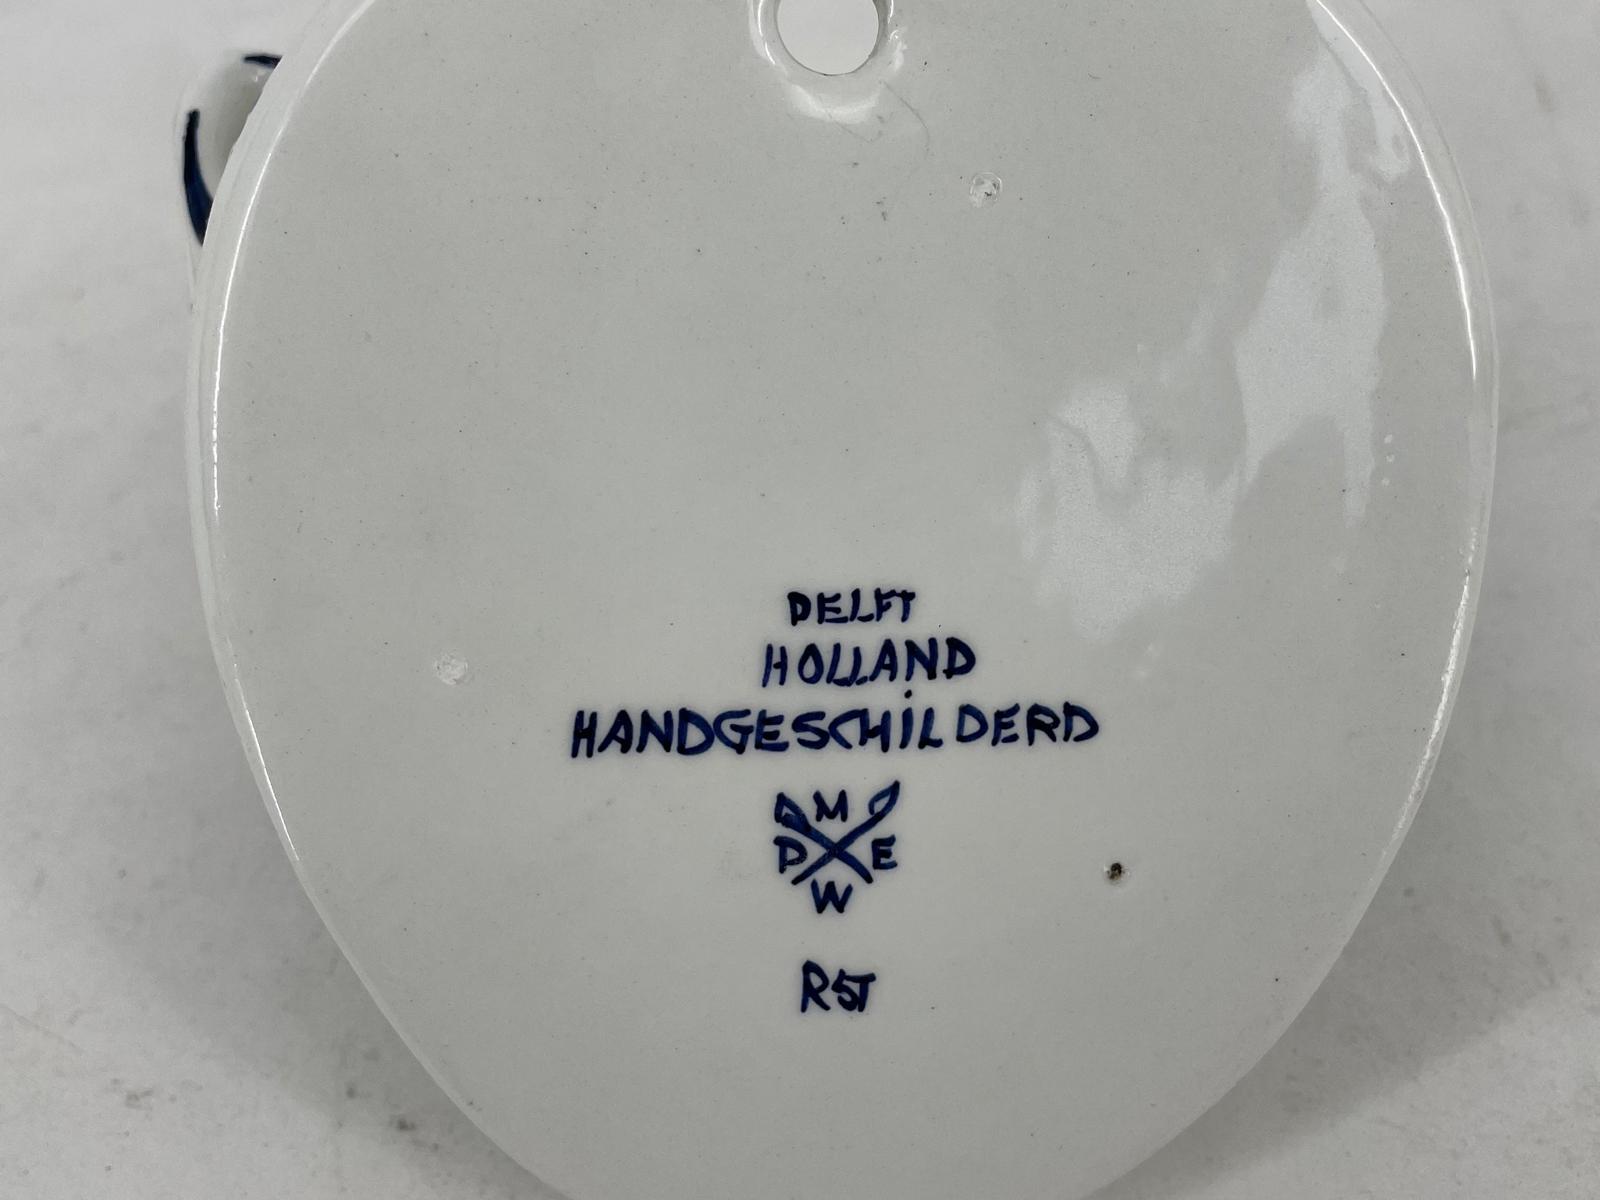 DELFT
HOLLAND
HANDGESCHILDERD
M
D E
W
R5T